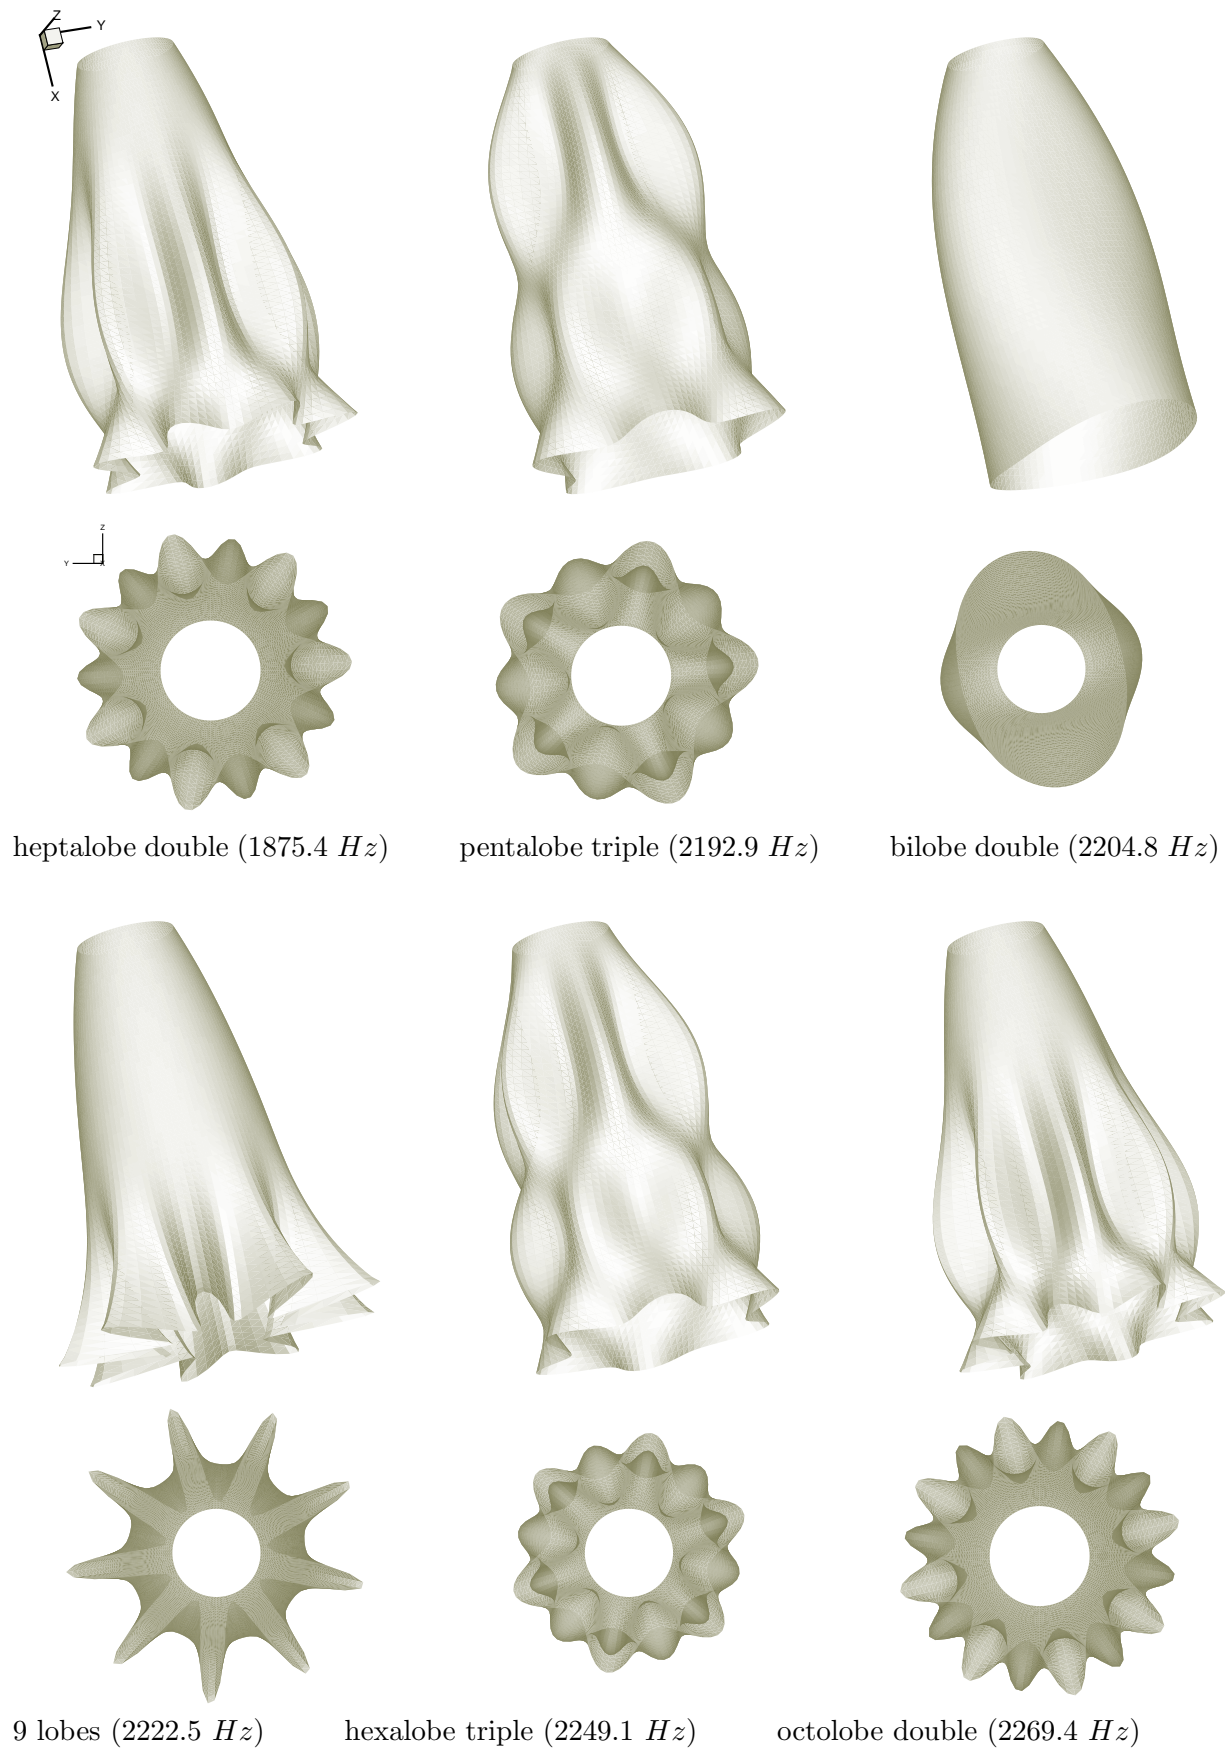 Z
Y
X
Z
Y
X
heptalobe double (1875.4 Hz)
pentalobe triple (2192.9 Hz)
bilobe double (2204.8 Hz)
9 lobes (2222.5 Hz)
hexalobe triple (2249.1 Hz)
octolobe double (2269.4 Hz)